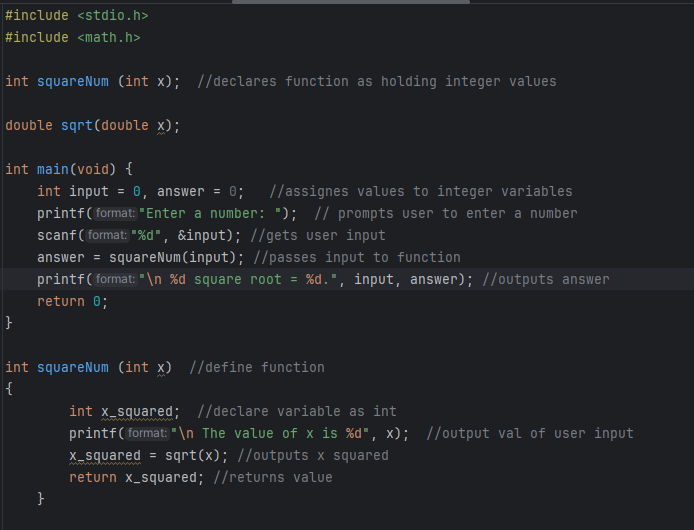 #include <stdio.h>
#include <math.h>
int squareNum (int x);  //declares function as holding integer values
double sqrt(double x);
int main(void) {
    int input = 0, answer = 0;   //assignes values to integer variables
    printf( format: "Enter a number: ");  // prompts user to enter a number
    scanf( format: "%d", &input); //gets user input
    answer = squareNum(input); //passes input to function
    printf( format: "\n %d square root = %d.", input, answer); //outputs answer
    return 0;
}
int squareNum (int x)  //define function
{
        int x_squared;  //declare variable as int
        printf( format: "\n The value of x is %d", x);  //output val of user input
        x_squared = sqrt(x); //outputs x squared
        return x_squared; //returns value
    }